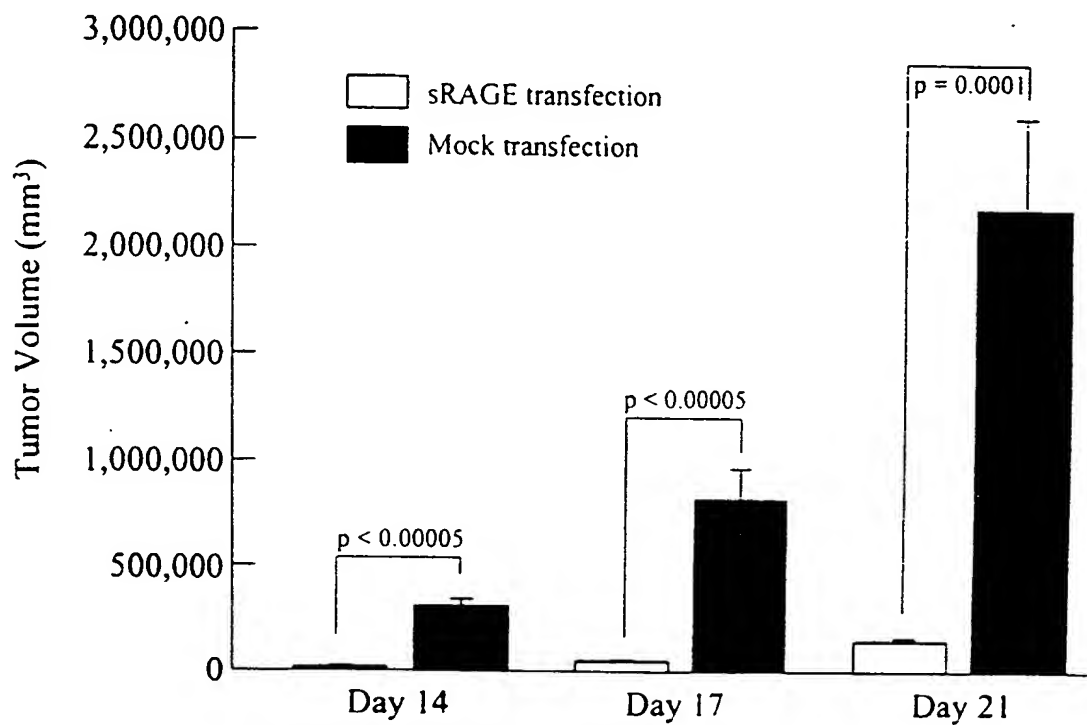 3,000,000
2,500,000
2,000,000
1,500,000
1,000,000
500,000
0
Tumor Volume (mm³)
sRAGE transfection
Mock transfection
p < 0.00005
p < 0.00005
p = 0.0001
Day 14
Day 17
Day 21